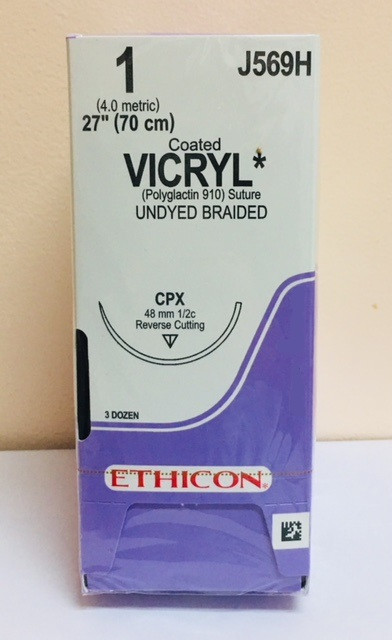 1
J569H
(4.0 metric)
27" (70 cm)
Coated
VICRYL*
(Polyglactin 910) Suture
UNDYED BRAIDED
CPX
48 mm 1/2c
Reverse Cutting
3 DOZEN
ETHICON®